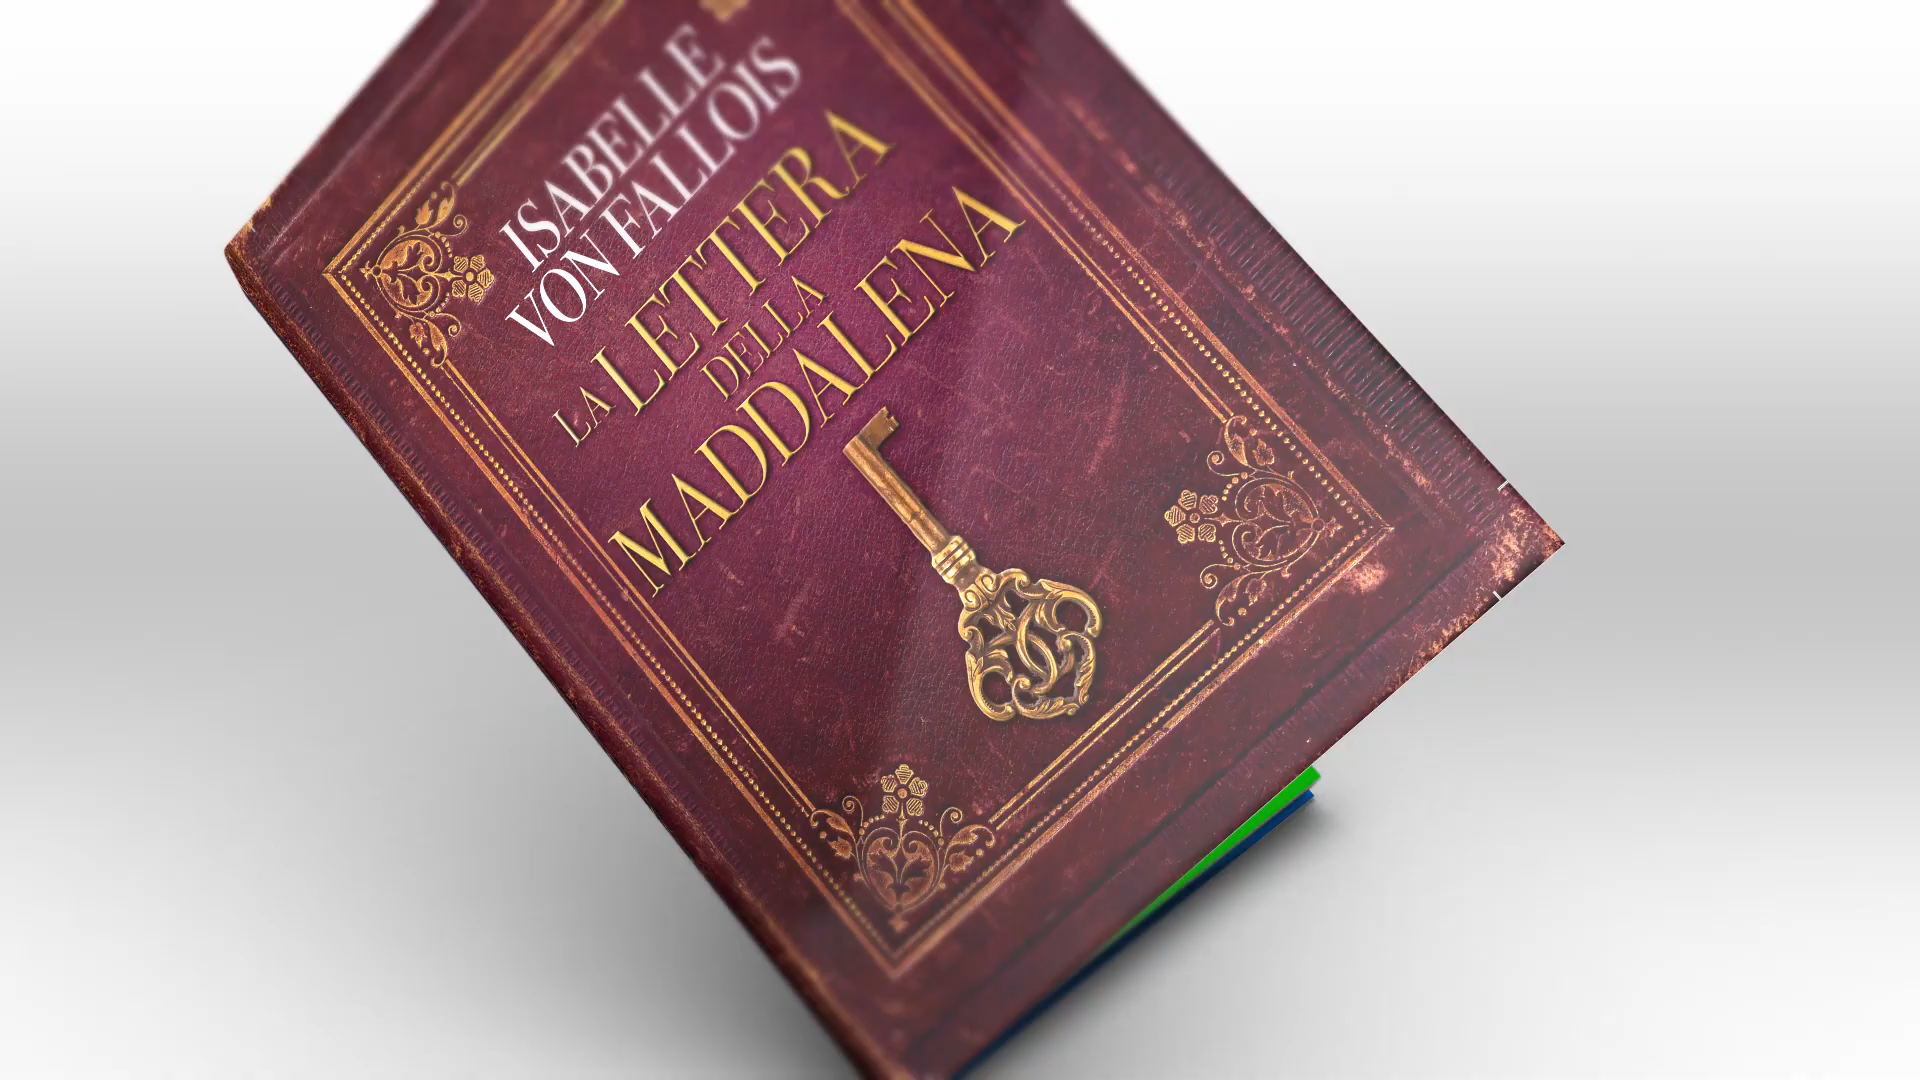 ISABELLE
VON FALLOIS
LA LETTERA
DELLA
MADDALENA